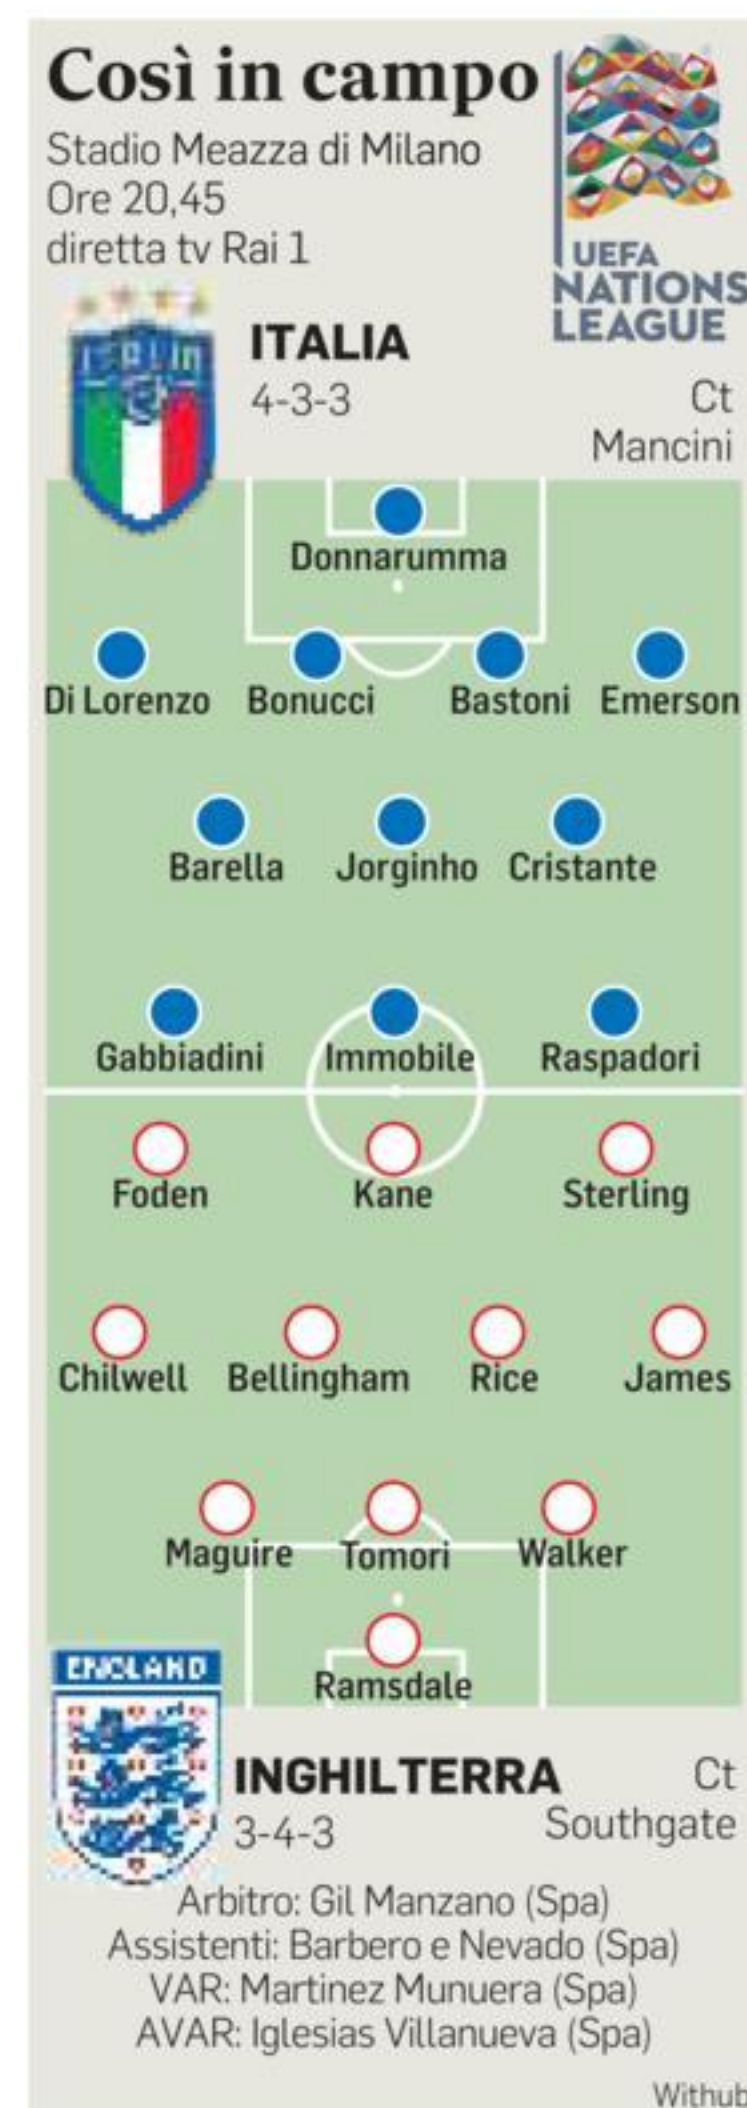 Così in campo
Stadio Meazza di Milano
Ore 20,45
diretta tv Rai 1
UEFA
NATIONS
LEAGUE
ITALIA
ITALIA
4-3-3
Ct
Mancini
Donnarumma
Di Lorenzo Bonucci Bastoni Emerson
Barella Jorginho Cristante
Gabbiadini Immobile Raspadori
Foden Kane Sterling
Chilwell Bellingham Rice James
Maguire Tomori Walker
Ramsdale
ENGLAND
INGHILTERRA
3-4-3
Ct
Southgate
Arbitro: Gil Manzano (Spa)
Assistenti: Barbero e Nevado (Spa)
VAR: Martinez Munuera (Spa)
AVAR: Iglesias Villanueva (Spa)
Withub